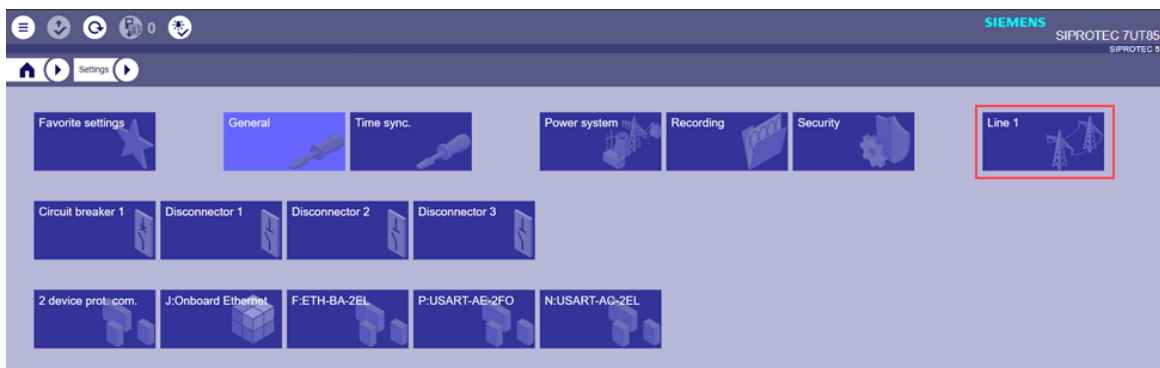 0
SIEMENS
SIPROTEC 7UT85
SIPROTEC 5
Settings
Favorite settings
General
Time sync.
Power system
Recording
Security
Line 1
Circuit breaker 1
Disconnector 1
Disconnector 2
Disconnector 3
2 device prot. com.
J:Onboard Ethernet
F:ETH-BA-2EL
P:USART-AE-2FO
N:USART-AC-2EL